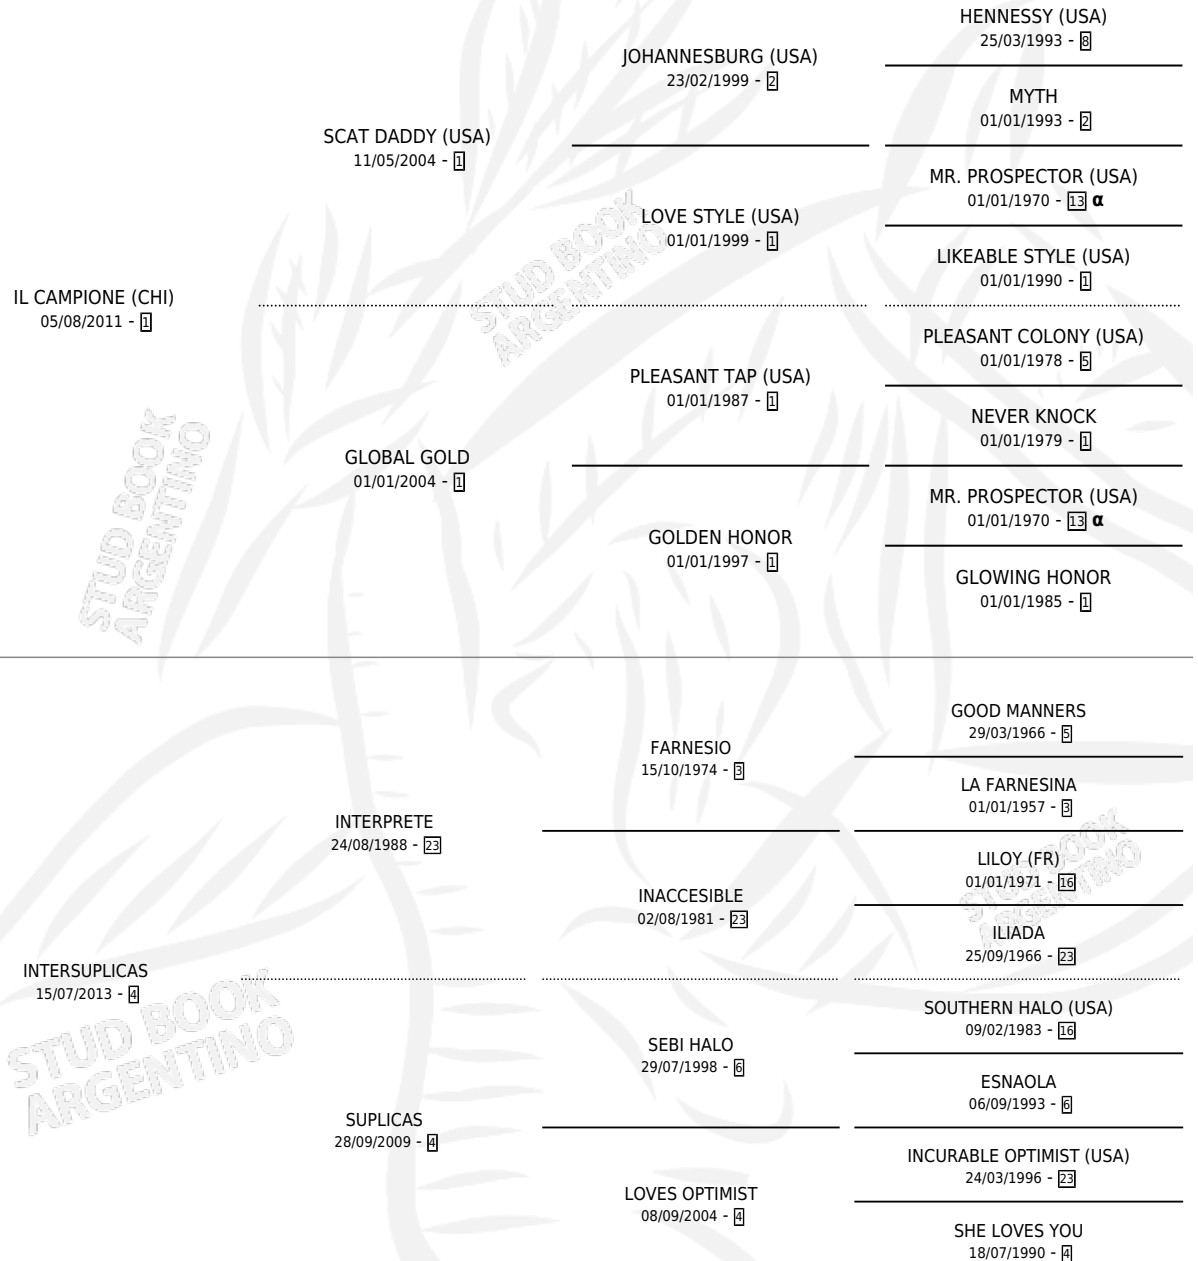 HENNESSY (USA)
25/03/1993 - 8
JOHANNESBURG (USA)
23/02/1999 - 2
MYTH
01/01/1993 - 2
SCAT DADDY (USA)
11/05/2004 - 1
MR. PROSPECTOR (USA)
01/01/1970 - 13 α
LOVE STYLE (USA)
01/01/1999 - 1
LIKEABLE STYLE (USA)
01/01/1990 - 1
IL CAMPIONE (CHI)
05/08/2011 - 1
PLEASANT COLONY (USA)
01/01/1978 - 5
PLEASANT TAP (USA)
01/01/1987 - 1
NEVER KNOCK
01/01/1979 - 1
GLOBAL GOLD
01/01/2004 - 1
MR. PROSPECTOR (USA)
01/01/1970 - 13 α
GOLDEN HONOR
01/01/1997 - 1
GLOWING HONOR
01/01/1985 - 1
GOOD MANNERS
29/03/1966 - 5
FARNESIO
15/10/1974 - 3
LA FARNESINA
01/01/1957 - 3
INTERPRETE
24/08/1988 - 23
LILOY (FR)
01/01/1971 - 16
INACCESIBLE
02/08/1981 - 23
ILIADA
25/09/1966 - 23
INTERSUPLICAS
15/07/2013 - 4
SOUTHERN HALO (USA)
09/02/1983 - 16
SEBI HALO
29/07/1998 - 6
ESNAOLA
06/09/1993 - 6
SUPLICAS
28/09/2009 - 4
INCURABLE OPTIMIST (USA)
24/03/1996 - 23
LOVES OPTIMIST
08/09/2004 - 4
SHE LOVES YOU
18/07/1990 - 4
STUD BOOK
ARGENTINO
STUD BOOK
ARGENTINO
STUD BOOK
ARGENTINO
STUD BOOK
ARGENTINO